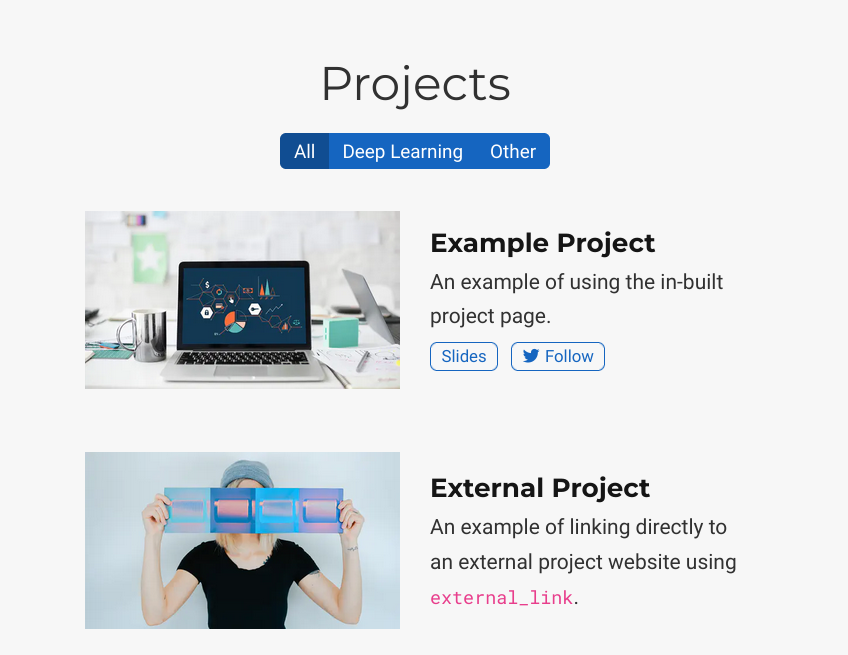 Projects
All Deep Learning Other
Example Project
An example of using the in-built
project page.
Slides Follow
External Project
An example of linking directly to
an external project website using
external_link.